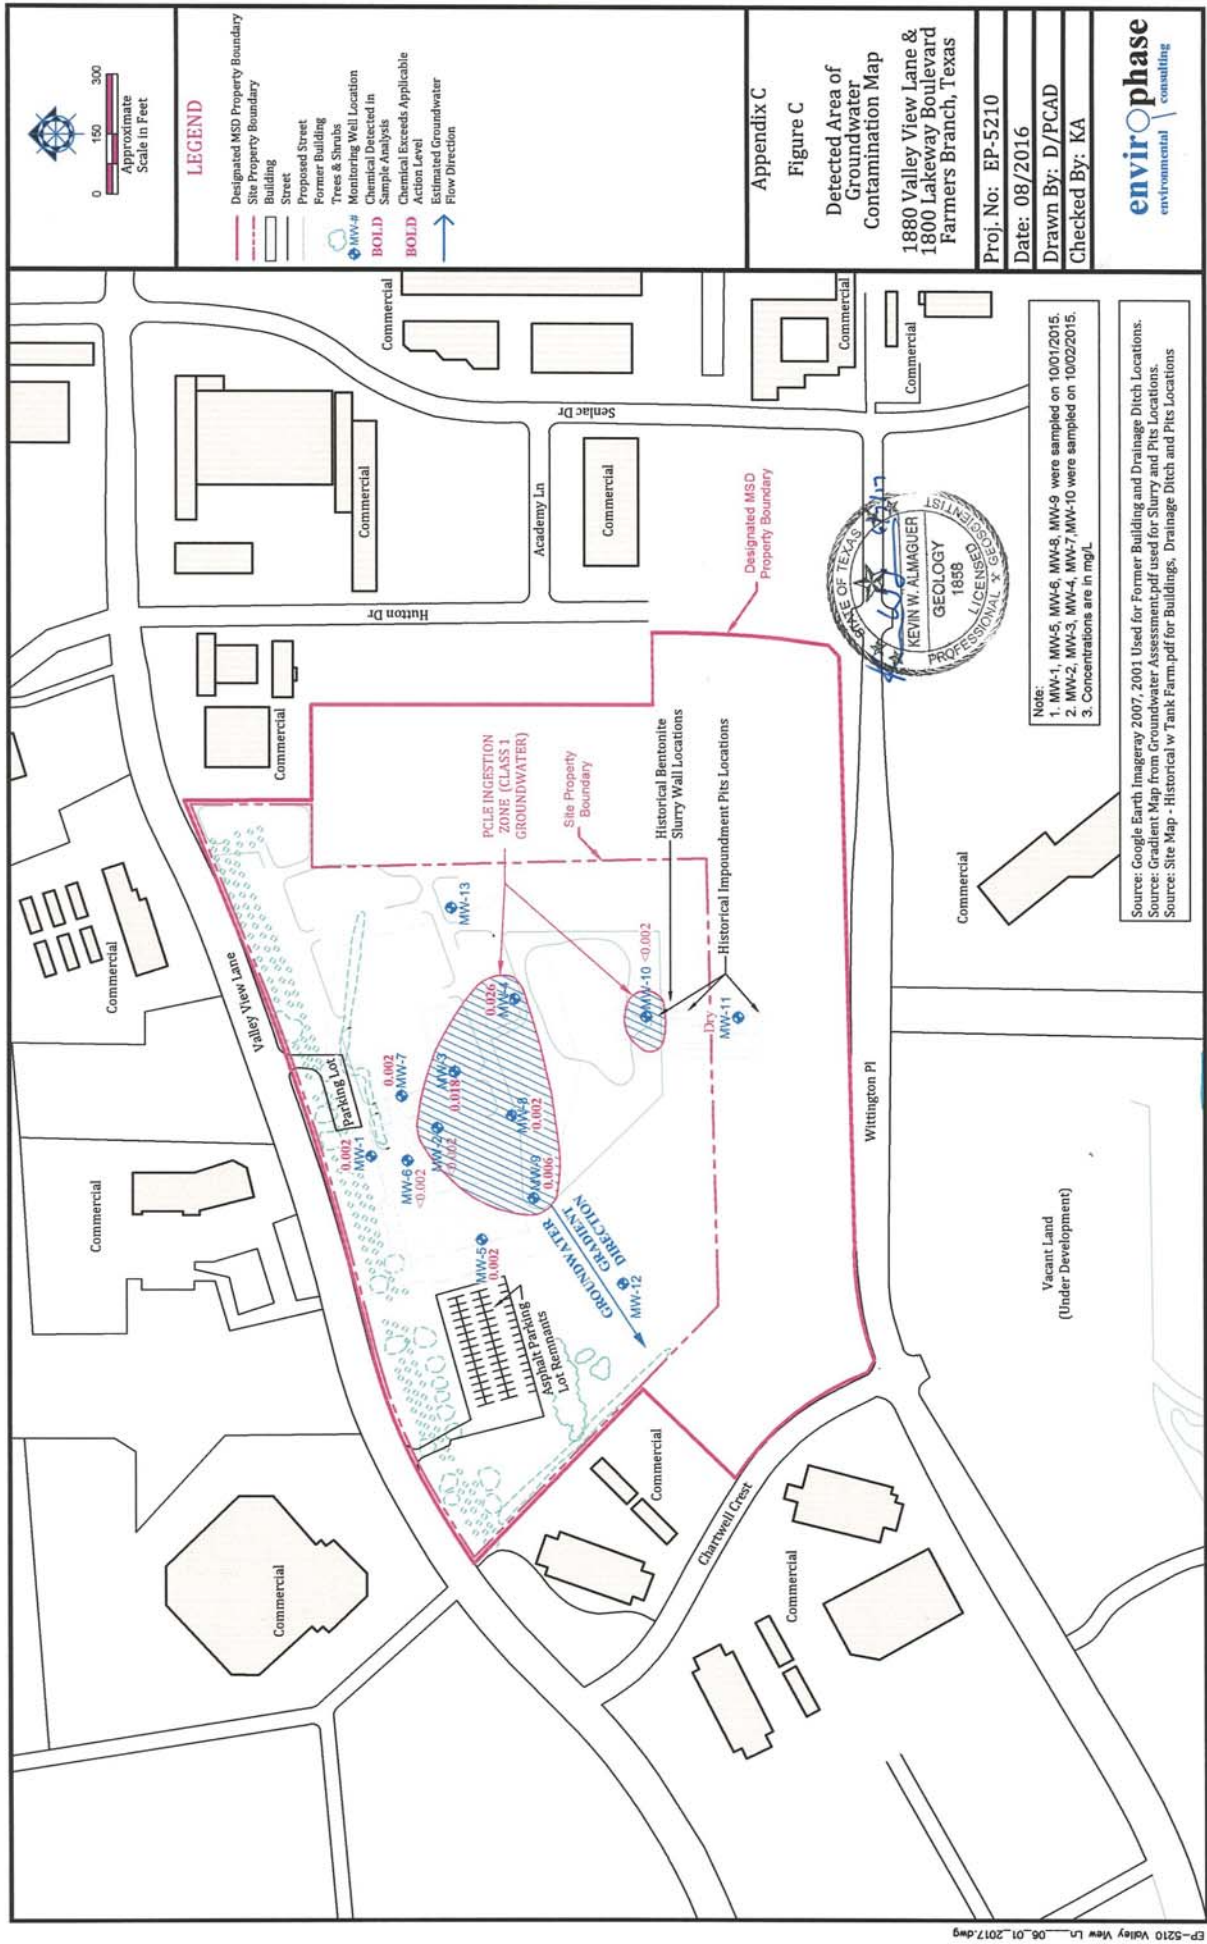 0 150 300
Approximate
Scale in Feet
LEGEND
Designated MSD Property Boundary
Site Property Boundary
Building
Street
Proposed Street
Former Building
Trees & Shrubs
MW-# Monitoring Well Location
BOLD Chemical Detected in
Sample Analysis
BOLD Chemical Exceeds Applicable
Action Level
Estimated Groundwater
Flow Direction
Appendix C
Figure C
Detected Area of
Groundwater
Contamination Map
1880 Valley View Lane &
1800 Lakeway Boulevard
Farmers Branch, Texas
Proj. No: EP-5210
Date: 08/2016
Drawn By: D/PCAD
Checked By: KA
envirophase
environmental consulting
Commercial
Commercial
Commercial
Commercial
Valley View Lane
Parking Lot
Commercial
Commercial
Hutton Dr
Academy Ln
Commercial
Senlac Dr
Commercial
Commercial
Commercial
Designated MSD
Property Boundary
PCLE INGESTION
ZONE (CLASS 1
GROUNDWATER)
Site Property
Boundary
Historical Bentonite
Slurry Wall Locations
Historical Impoundment Pits Locations
MW-13
0.026
MW-4
MW-10 <0.002
Dry
MW-11
0.002
MW-7
MW-3
0.018
0.002
MW-1
MW-6
<0.002
MW-2
<0.002
MW-8
0.002
MW-9
0.006
MW-5
0.002
GROUNDWATER
GRADIENT
DIRECTION
MW-12
Asphalt Parking
Lot Remnants
Commercial
Chartwell Crest
Commercial
Wittington Pl
Vacant Land
(Under Development)
Commercial
STATE OF TEXAS
KEVIN W. ALMAGUER
GEOLOGY
1858
LICENSED
PROFESSIONAL GEOSCIENTIST
Note:
1. MW-1, MW-5, MW-6, MW-8, MW-9 were sampled on 10/01/2015.
2. MW-2, MW-3, MW-4, MW-7,MW-10 were sampled on 10/02/2015.
3. Concentrations are in mg/L
Source: Google Earth Imageray 2007, 2001 Used for Former Building and Drainage Ditch Locations.
Source: Gradient Map from Groundwater Assessment.pdf used for Slurry and Pits Locations.
Source: Site Map - Historical w Tank Farm.pdf for Buildings, Drainage Ditch and Pits Locations
EP-5210 Valley View Ln___06_01_2017.dwg